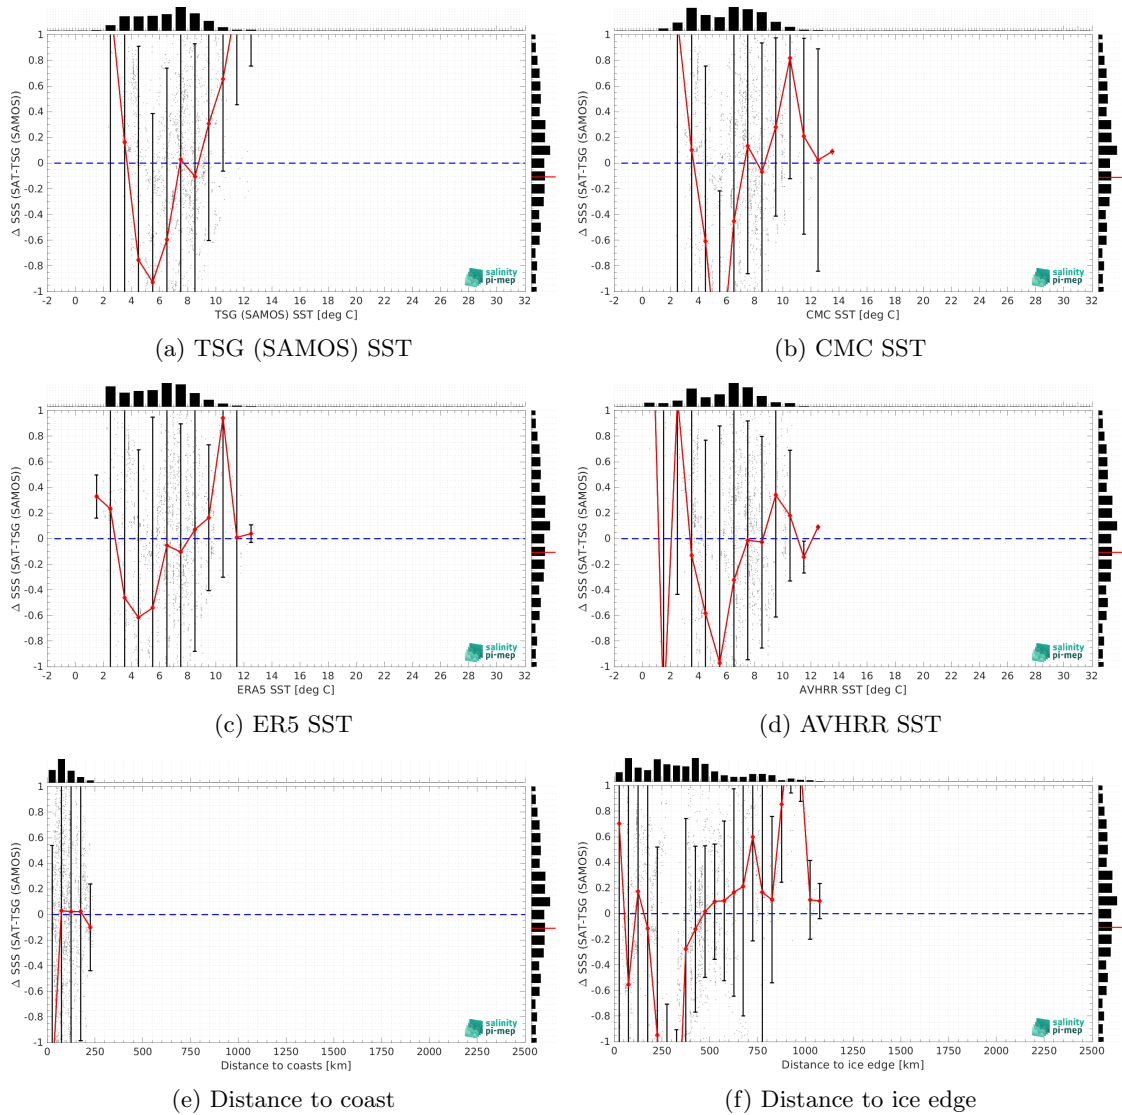 1
0.8
0.6
0.4
0.2
0
-0.2
-0.4
-0.6
-0.8
-1
Δ SSS (SAT-TSG (SAMOS))
salinity
pi-mep
-2 0 2 4 6 8 10 12 14 16 18 20 22 24 26 28 30 32
TSG (SAMOS) SST [deg C]
(a) TSG (SAMOS) SST
1
0.8
0.6
0.4
0.2
0
-0.2
-0.4
-0.6
-0.8
-1
Δ SSS (SAT-TSG (SAMOS))
salinity
pi-mep
-2 0 2 4 6 8 10 12 14 16 18 20 22 24 26 28 30 32
CMC SST [deg C]
(b) CMC SST
1
0.8
0.6
0.4
0.2
0
-0.2
-0.4
-0.6
-0.8
-1
Δ SSS (SAT-TSG (SAMOS))
salinity
pi-mep
-2 0 2 4 6 8 10 12 14 16 18 20 22 24 26 28 30 32
ERA5 SST [deg C]
(c) ER5 SST
1
0.8
0.6
0.4
0.2
0
-0.2
-0.4
-0.6
-0.8
-1
Δ SSS (SAT-TSG (SAMOS))
salinity
pi-mep
-2 0 2 4 6 8 10 12 14 16 18 20 22 24 26 28 30 32
AVHRR SST [deg C]
(d) AVHRR SST
1
0.8
0.6
0.4
0.2
0
-0.2
-0.4
-0.6
-0.8
-1
Δ SSS (SAT-TSG (SAMOS))
salinity
pi-mep
0 250 500 750 1000 1250 1500 1750 2000 2250 2500
Distance to coasts [km]
(e) Distance to coast
1
0.8
0.6
0.4
0.2
0
-0.2
-0.4
-0.6
-0.8
-1
Δ SSS (SAT-TSG (SAMOS))
salinity
pi-mep
0 250 500 750 1000 1250 1500 1750 2000 2250 2500
Distance to ice edge [km]
(f) Distance to ice edge